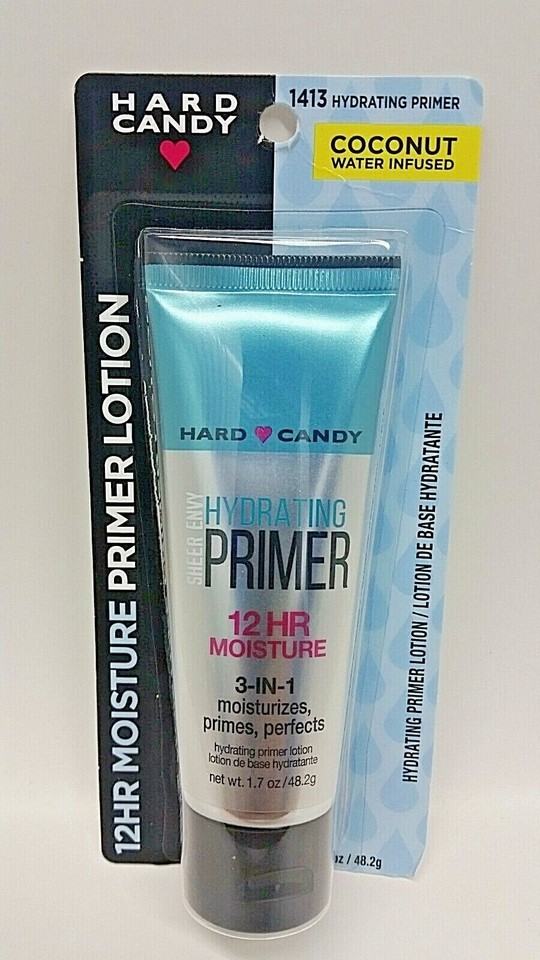 HARD
CANDY
1413 HYDRATING PRIMER
COCONUT
WATER INFUSED
12HR MOISTURE PRIMER LOTION
HARD CANDY
SHEER ENVY
HYDRATING
PRIMER
12 HR
MOISTURE
3-IN-1
moisturizes,
primes, perfects
hydrating primer lotion
lotion de base hydratante
net wt. 1.7 oz/48.2g
HYDRATING PRIMER LOTION / LOTION DE BASE HYDRATANTE
oz / 48.2g